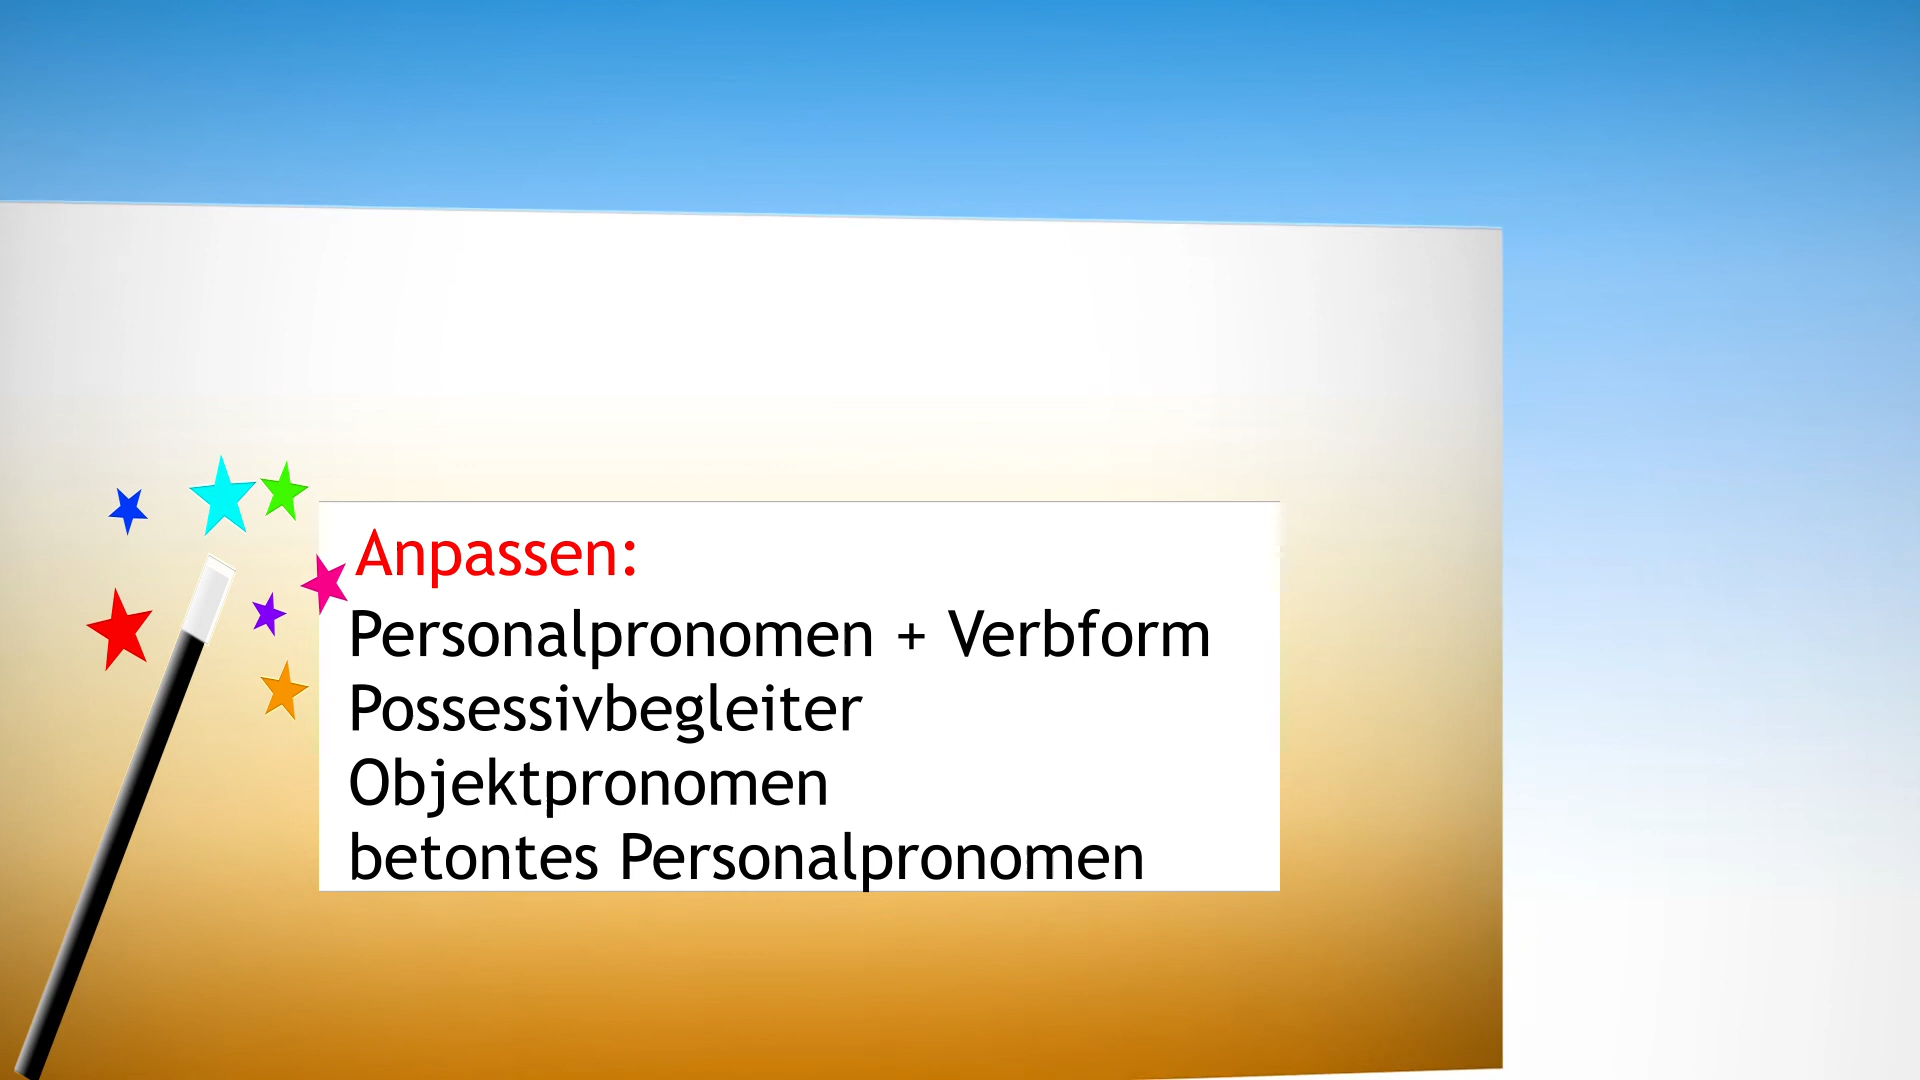 Anpassen:
Personalpronomen + Verbform
Possessivbegleiter
Objektpronomen
betontes Personalpronomen